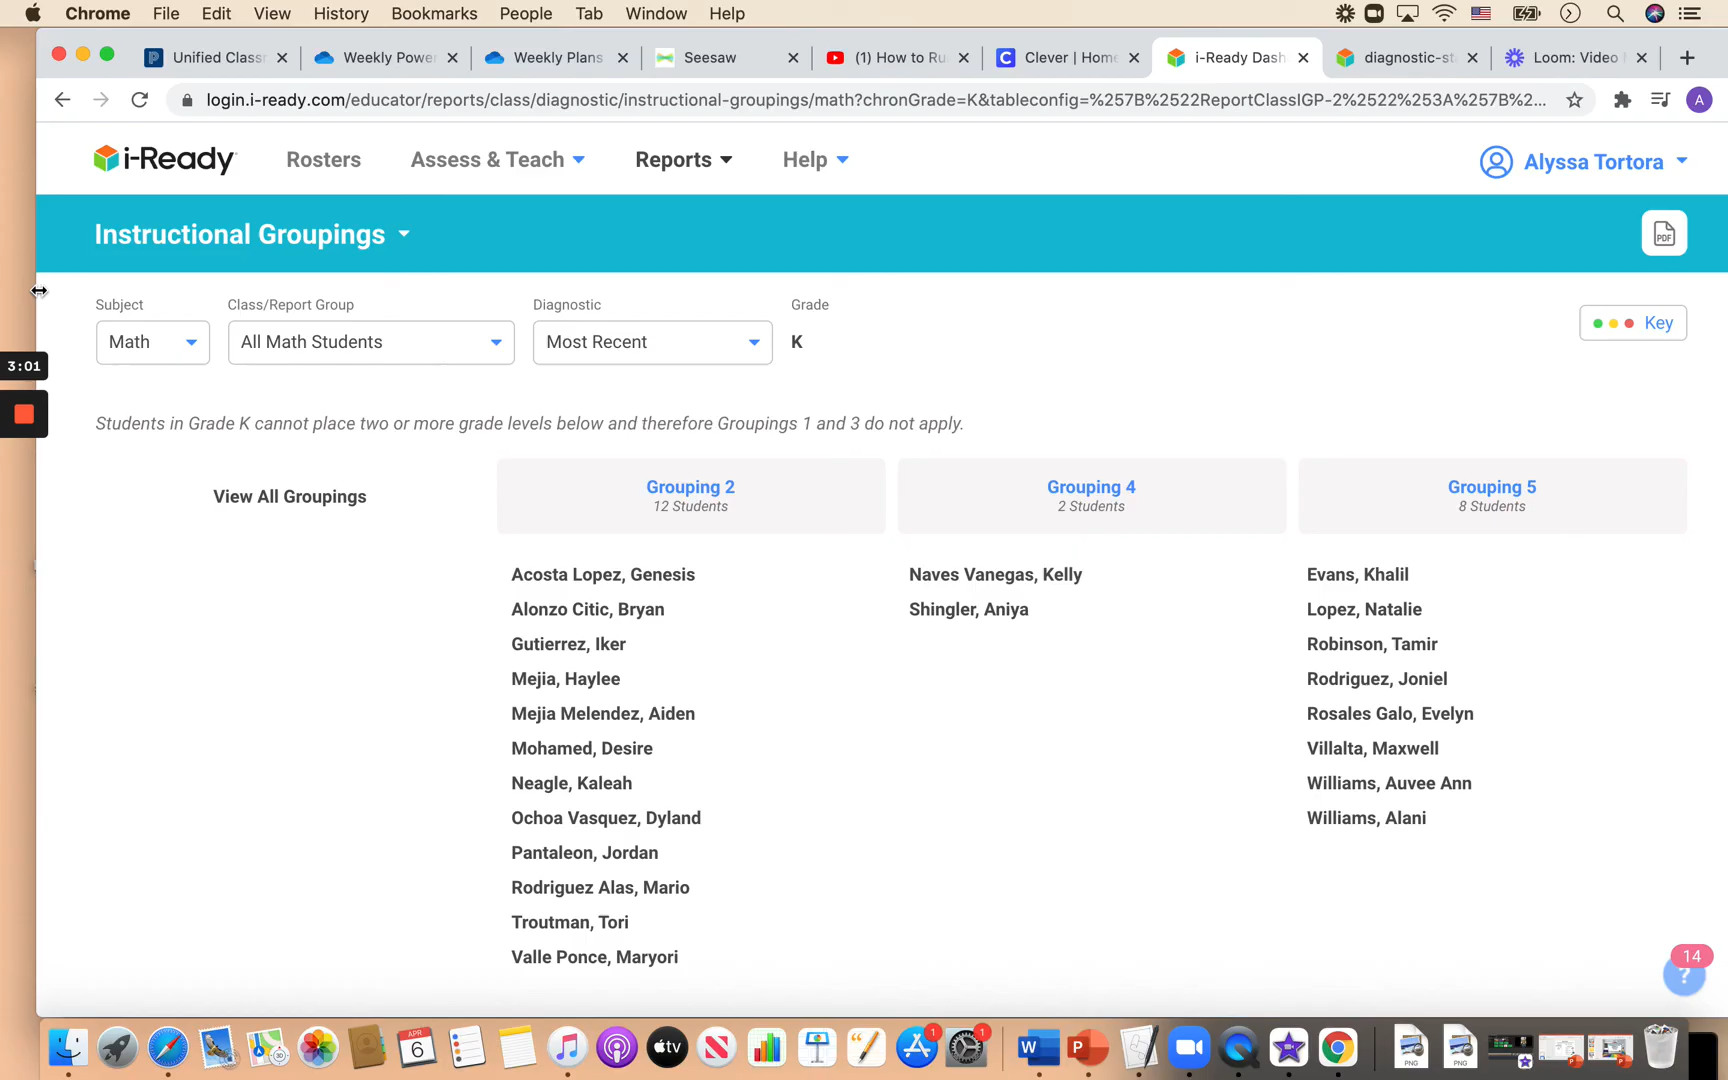 Chrome File Edit View History Bookmarks People Tab Window Help
Unified Class Weekly Power Weekly Plans Seesaw (1) How to Ru Clever | Home i-Ready Dash diagnostic-st Loom: Video
login.i-ready.com/educator/reports/class/diagnostic/instructional-groupings/math?chronGrade=K&tableconfig=%257B%2522ReportClassIGP-2%2522%253A%257B%2... A
i-Ready Rosters Assess & Teach Reports Help Alyssa Tortora
Instructional Groupings PDF
Subject Class/Report Group Diagnostic Grade
Math All Math Students Most Recent K Key
3:01
Students in Grade K cannot place two or more grade levels below and therefore Groupings 1 and 3 do not apply.
View All Groupings
Grouping 2
12 Students
Acosta Lopez, Genesis
Alonzo Citic, Bryan
Gutierrez, Iker
Mejia, Haylee
Mejia Melendez, Aiden
Mohamed, Desire
Neagle, Kaleah
Ochoa Vasquez, Dyland
Pantaleon, Jordan
Rodriguez Alas, Mario
Troutman, Tori
Valle Ponce, Maryori
Grouping 4
2 Students
Naves Vanegas, Kelly
Shingler, Aniya
Grouping 5
8 Students
Evans, Khalil
Lopez, Natalie
Robinson, Tamir
Rodriguez, Joniel
Rosales Galo, Evelyn
Villalta, Maxwell
Williams, Auvee Ann
Williams, Alani
14
?
APR
6
tv
1
1
W
P
PNG
PNG